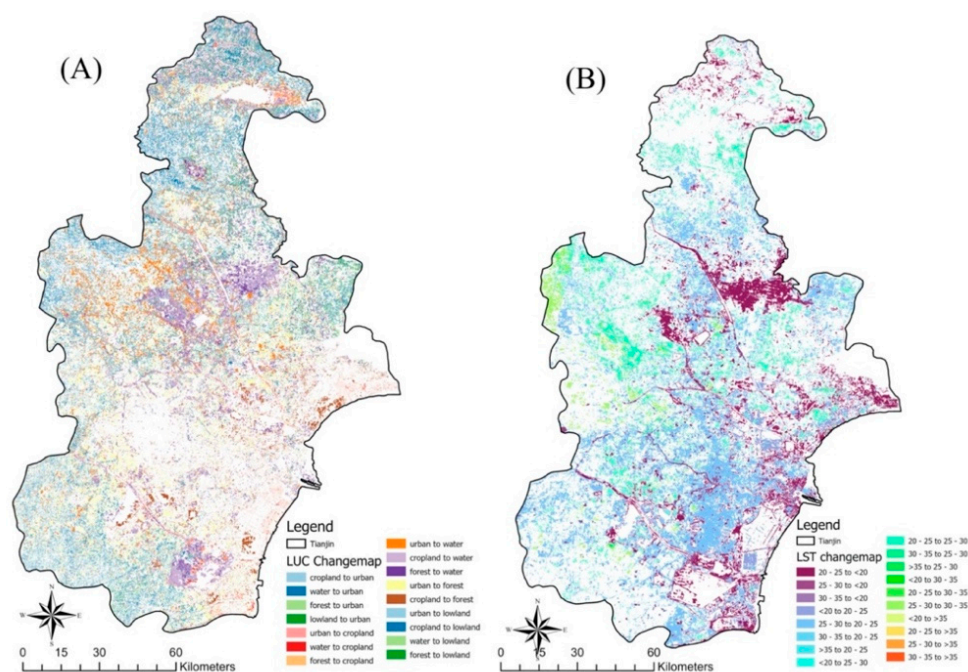 (A)
Legend
Tianjin
LUC Changemap
cropland to urban
water to urban
forest to urban
lowland to urban
urban to cropland
water to cropland
forest to cropland
urban to water
cropland to water
forest to water
urban to forest
cropland to forest
urban to lowland
cropland to lowland
water to lowland
forest to lowland
N
W E
S
0 15 30 60
Kilometers
(B)
Legend
Tianjin
LST changemap
20 - 25 to <20
25 - 30 to <20
30 - 35 to <20
<20 to 20 - 25
25 - 30 to 20 - 25
30 - 35 to 20 - 25
>35 to 20 - 25
<20 to 25 - 30
20 - 25 to 25 - 30
30 - 35 to 25 - 30
>35 to 25 - 30
<20 to 30 - 35
20 - 25 to 30 - 35
25 - 30 to 30 - 35
<20 to >35
20 - 25 to >35
25 - 30 to >35
30 - 35 to >35
N
W E
S
0 15 30 60
Kilometers